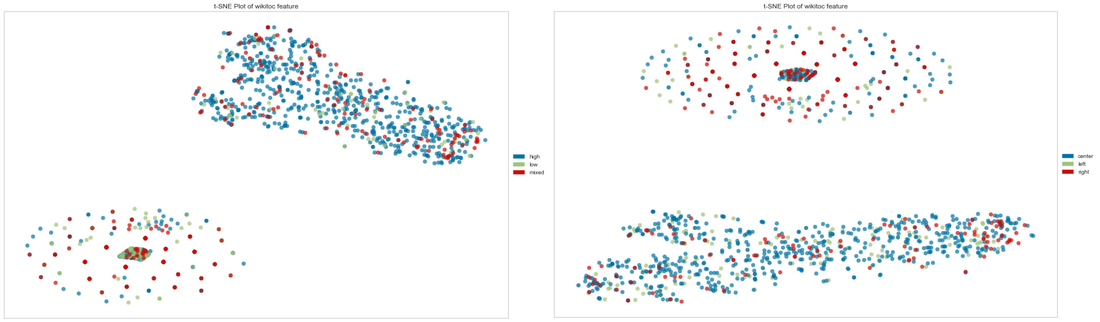 t-SNE Plot of wikitoc feature
high
low
mixed
t-SNE Plot of wikitoc feature
center
left
right